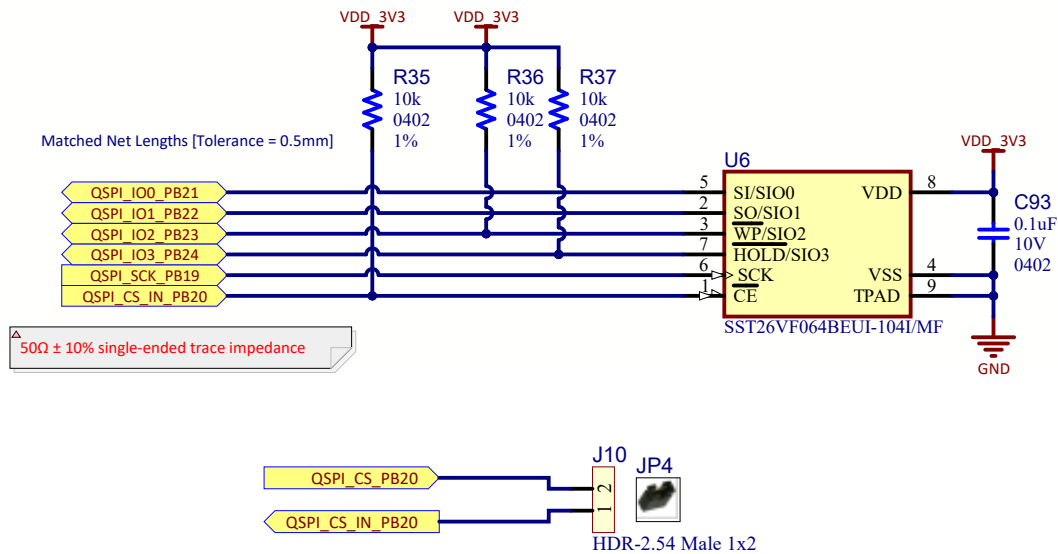 VDD_3V3
VDD_3V3
R35
10k
0402
1%
R36
10k
0402
1%
R37
10k
0402
1%
Matched Net Lengths [Tolerance = 0.5mm]
QSPI_IO0_PB21
QSPI_IO1_PB22
QSPI_IO2_PB23
QSPI_IO3_PB24
QSPI_SCK_PB19
QSPI_CS_IN_PB20
5
2
3
7
6
1
U6
SI/SIO0
SO/SIO1
WP/SIO2
HOLD/SIO3
SCK
CE
VDD
VSS
TPAD
8
4
9
SST26VF064BEUI-104I/MF
VDD_3V3
C93
0.1uF
10V
0402
GND
50Ω ± 10% single-ended trace impedance
QSPI_CS_PB20
QSPI_CS_IN_PB20
J10
2
1
JP4
HDR-2.54 Male 1x2